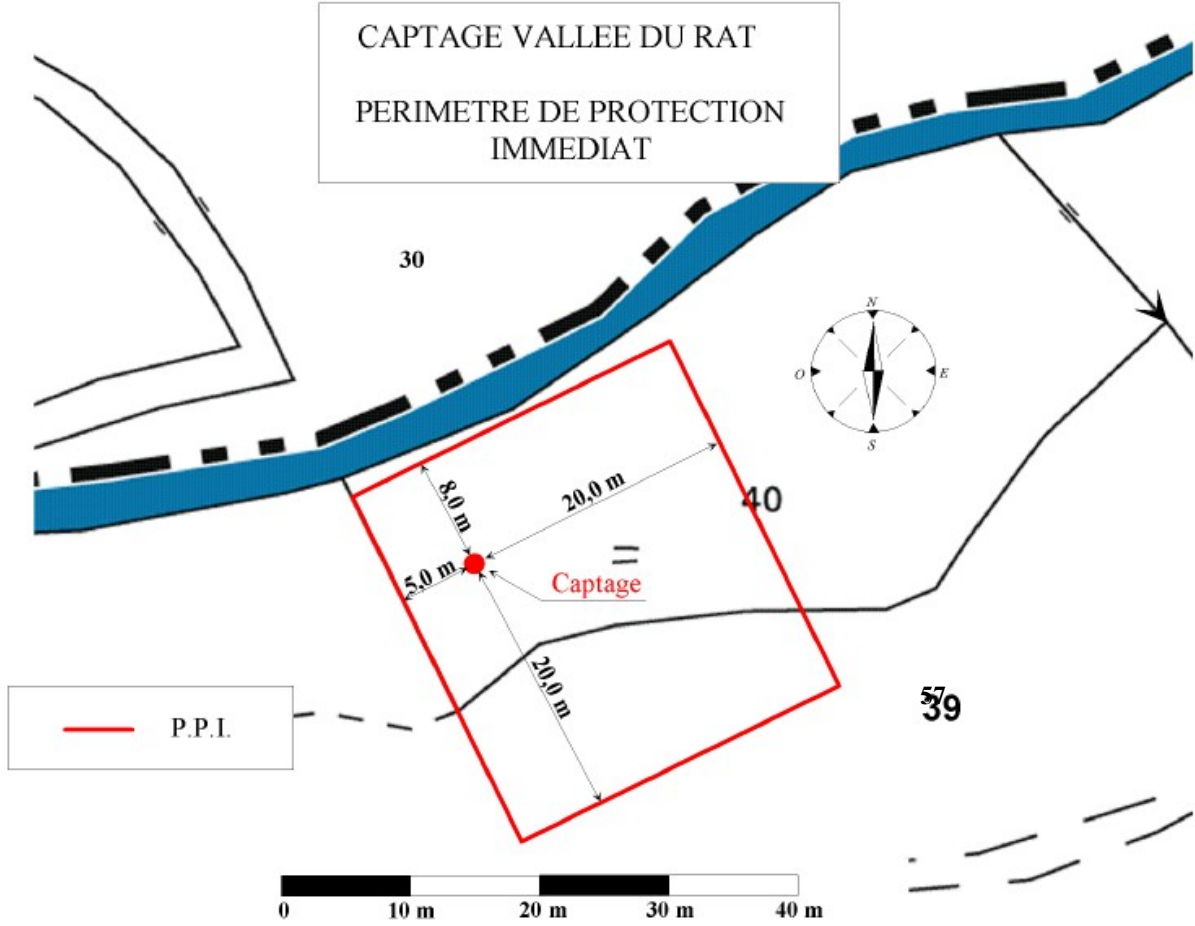 CAPTAGE VALLEE DU RAT
PERIMETRE DE PROTECTION
IMMEDIAT
30
N
O
E
S
8,0 m
20,0 m
40
5,0 m
Captage
20,0 m
57
39
P.P.I.
0 10 m 20 m 30 m 40 m